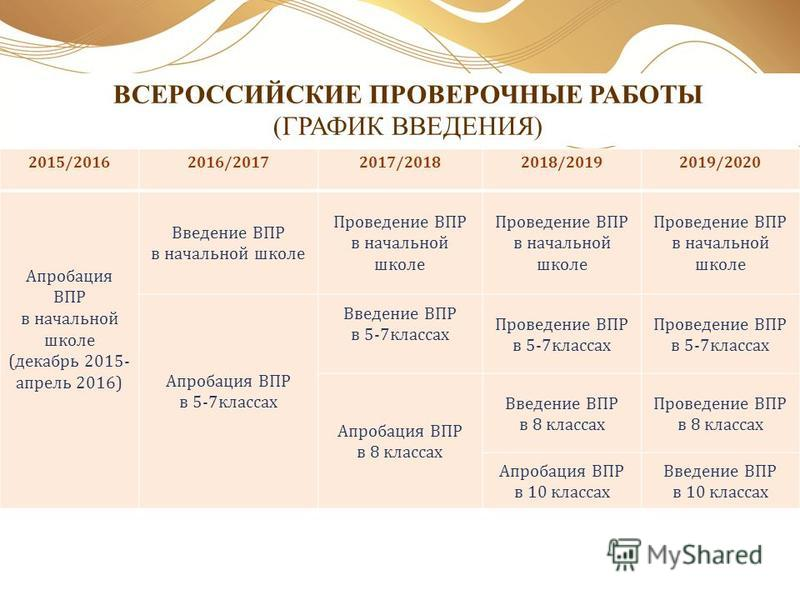 ВСЕРОССИЙСКИЕ ПРОВЕРОЧНЫЕ РАБОТЫ
(ГРАФИК ВВЕДЕНИЯ)
2015/2016 2016/2017 2017/2018 2018/2019 2019/2020
Апробация
ВПР
в начальной
школе
(декабрь 2015-
апрель 2016)
Введение ВПР
в начальной школе
Проведение ВПР
в начальной
школе
Проведение ВПР
в начальной
школе
Проведение ВПР
в начальной
школе
Апробация ВПР
в 5-7классах
Введение ВПР
в 5-7классах
Проведение ВПР
в 5-7классах
Проведение ВПР
в 5-7классах
Апробация ВПР
в 8 классах
Введение ВПР
в 8 классах
Проведение ВПР
в 8 классах
Апробация ВПР
в 10 классах
Введение ВПР
в 10 классах
MyShared